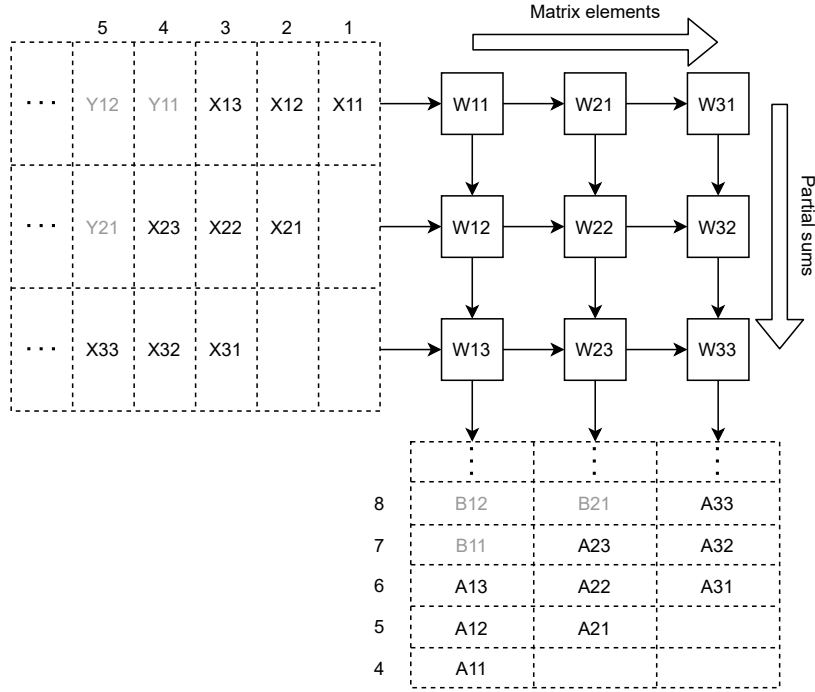 Matrix elements
5 4 3 2 1
... Y12 Y11 X13 X12 X11 W11 W21 W31
... Y21 X23 X22 X21 W12 W22 W32
Partial sums
... X33 X32 X31 W13 W23 W33
8 B12 B21 A33
7 B11 A23 A32
6 A13 A22 A31
5 A12 A21
4 A11